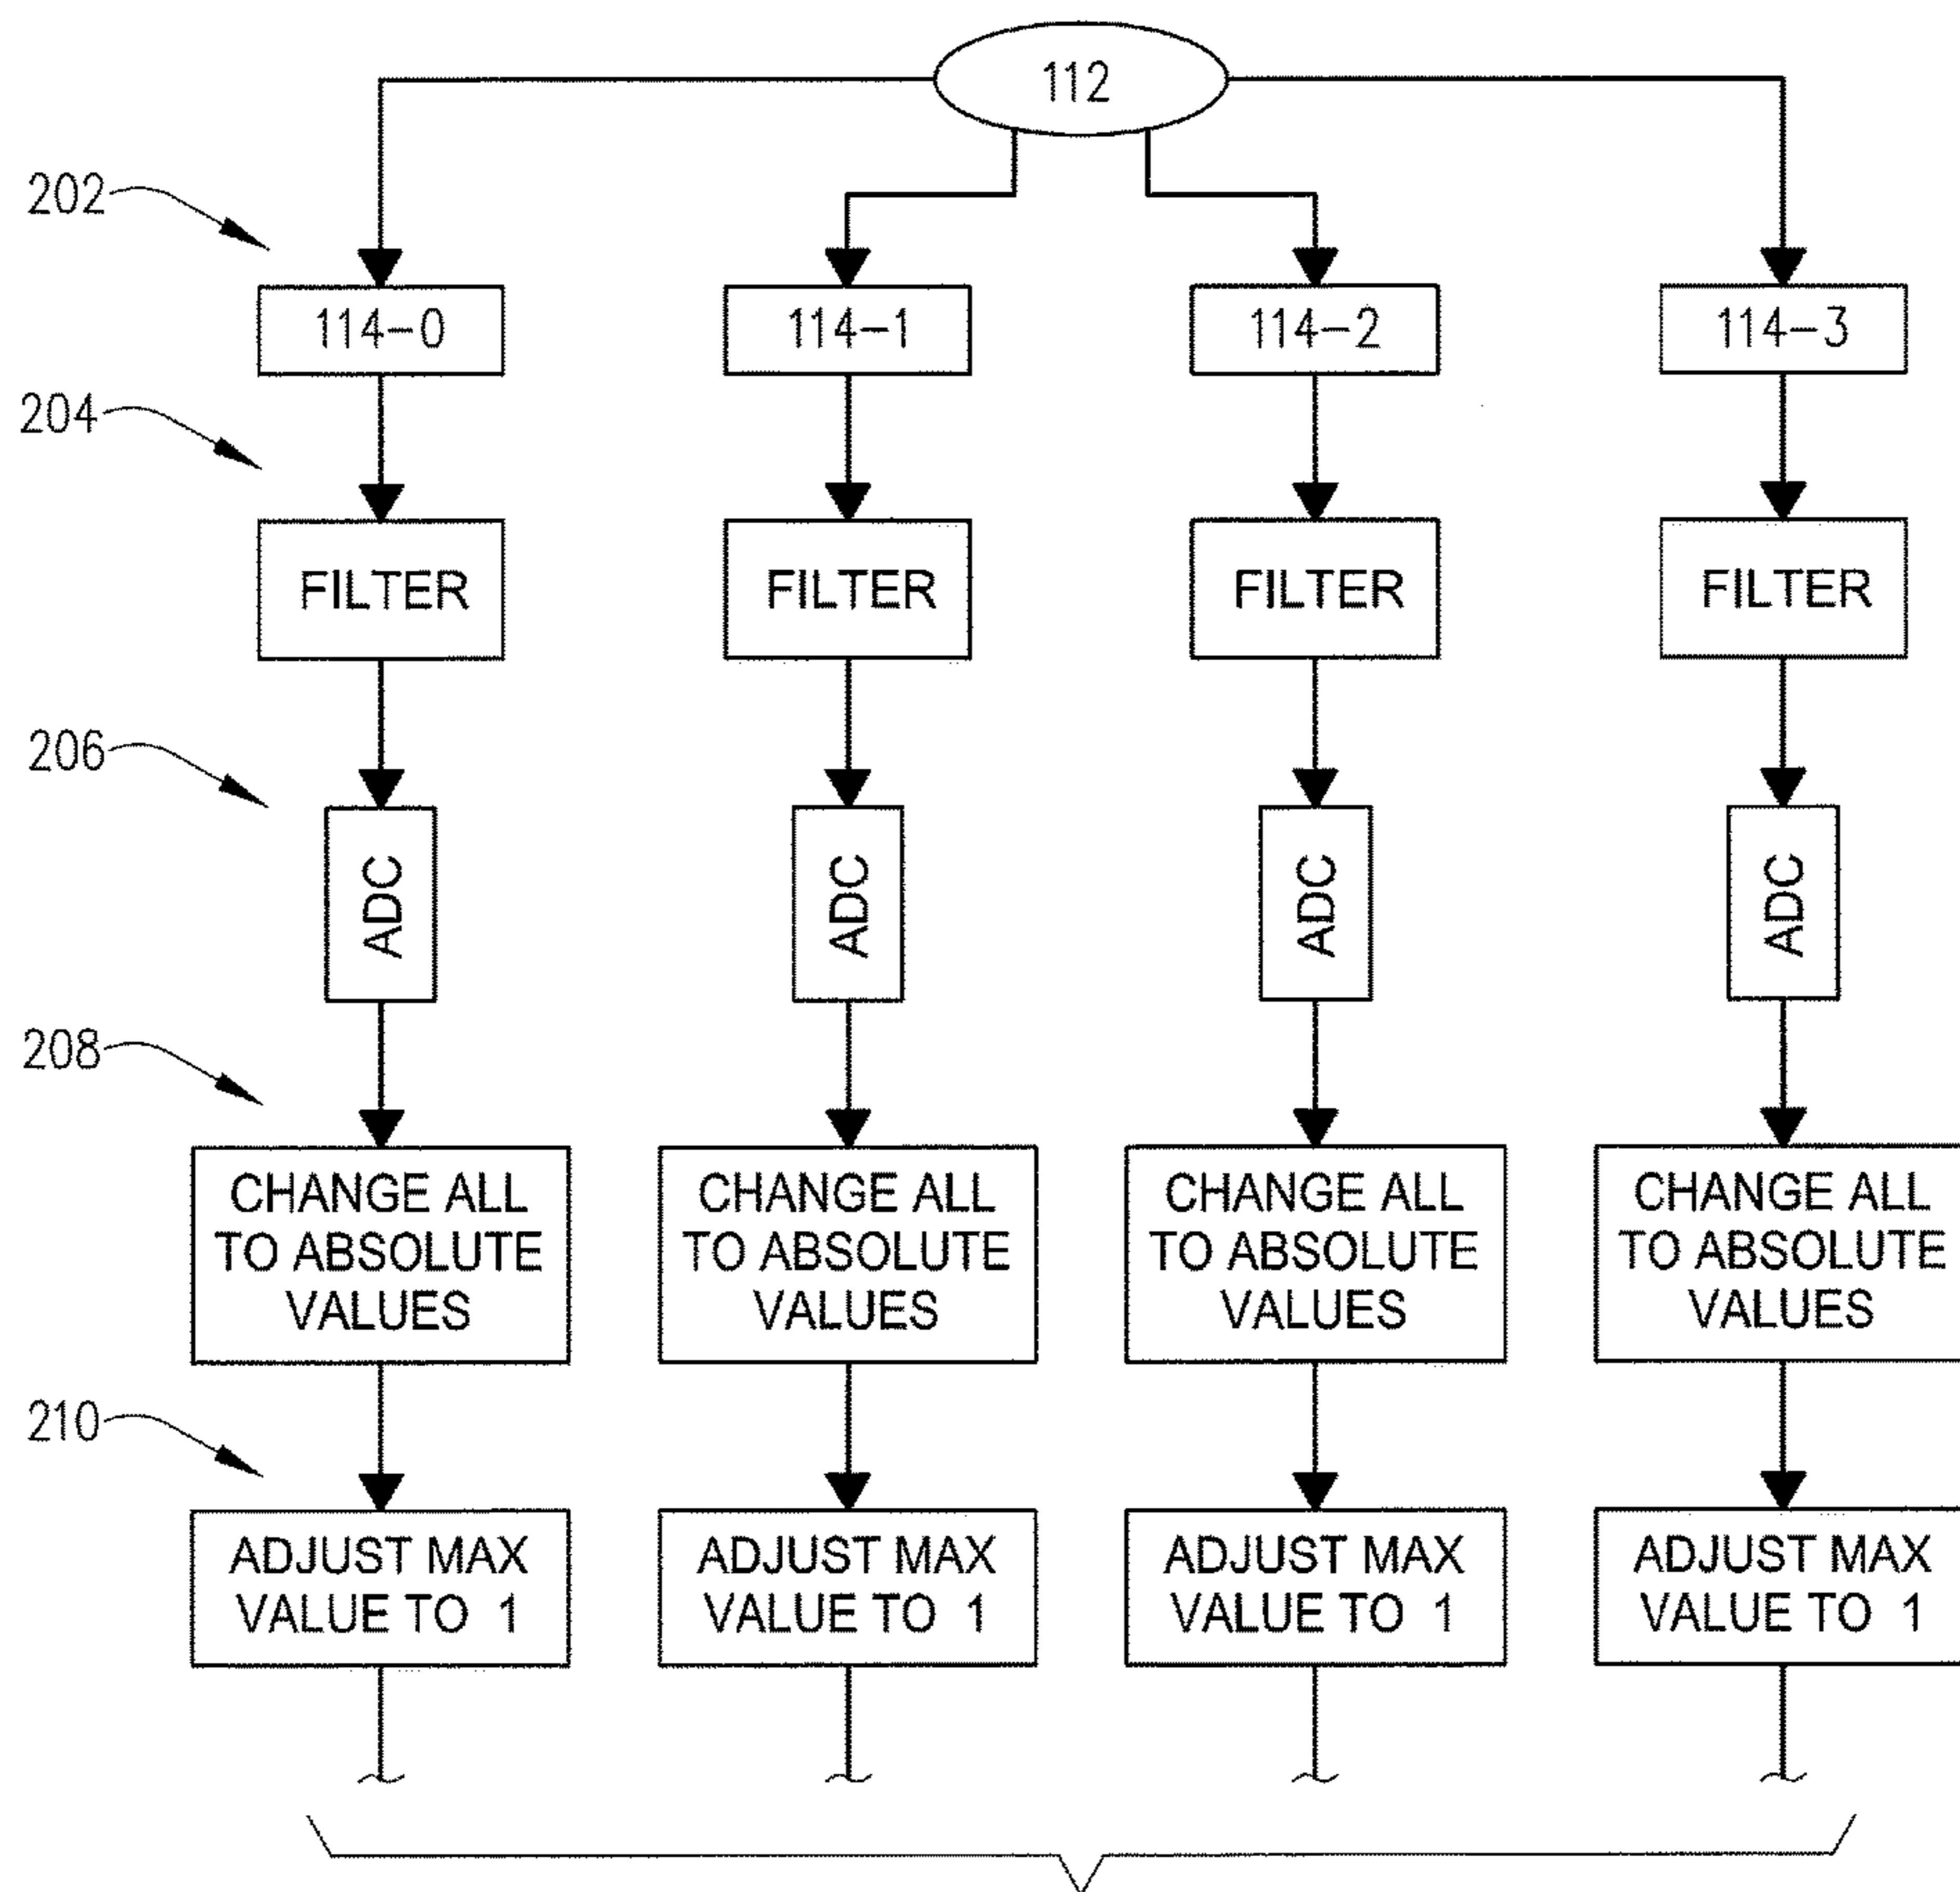 112
202
114-0 114-1 114-2 114-3
204
FILTER FILTER FILTER FILTER
206
ADC ADC ADC ADC
208
CHANGE ALL CHANGE ALL CHANGE ALL CHANGE ALL
TO ABSOLUTE TO ABSOLUTE TO ABSOLUTE TO ABSOLUTE
VALUES VALUES VALUES VALUES
210
ADJUST MAX ADJUST MAX ADJUST MAX ADJUST MAX
VALUE TO 1 VALUE TO 1 VALUE TO 1 VALUE TO 1